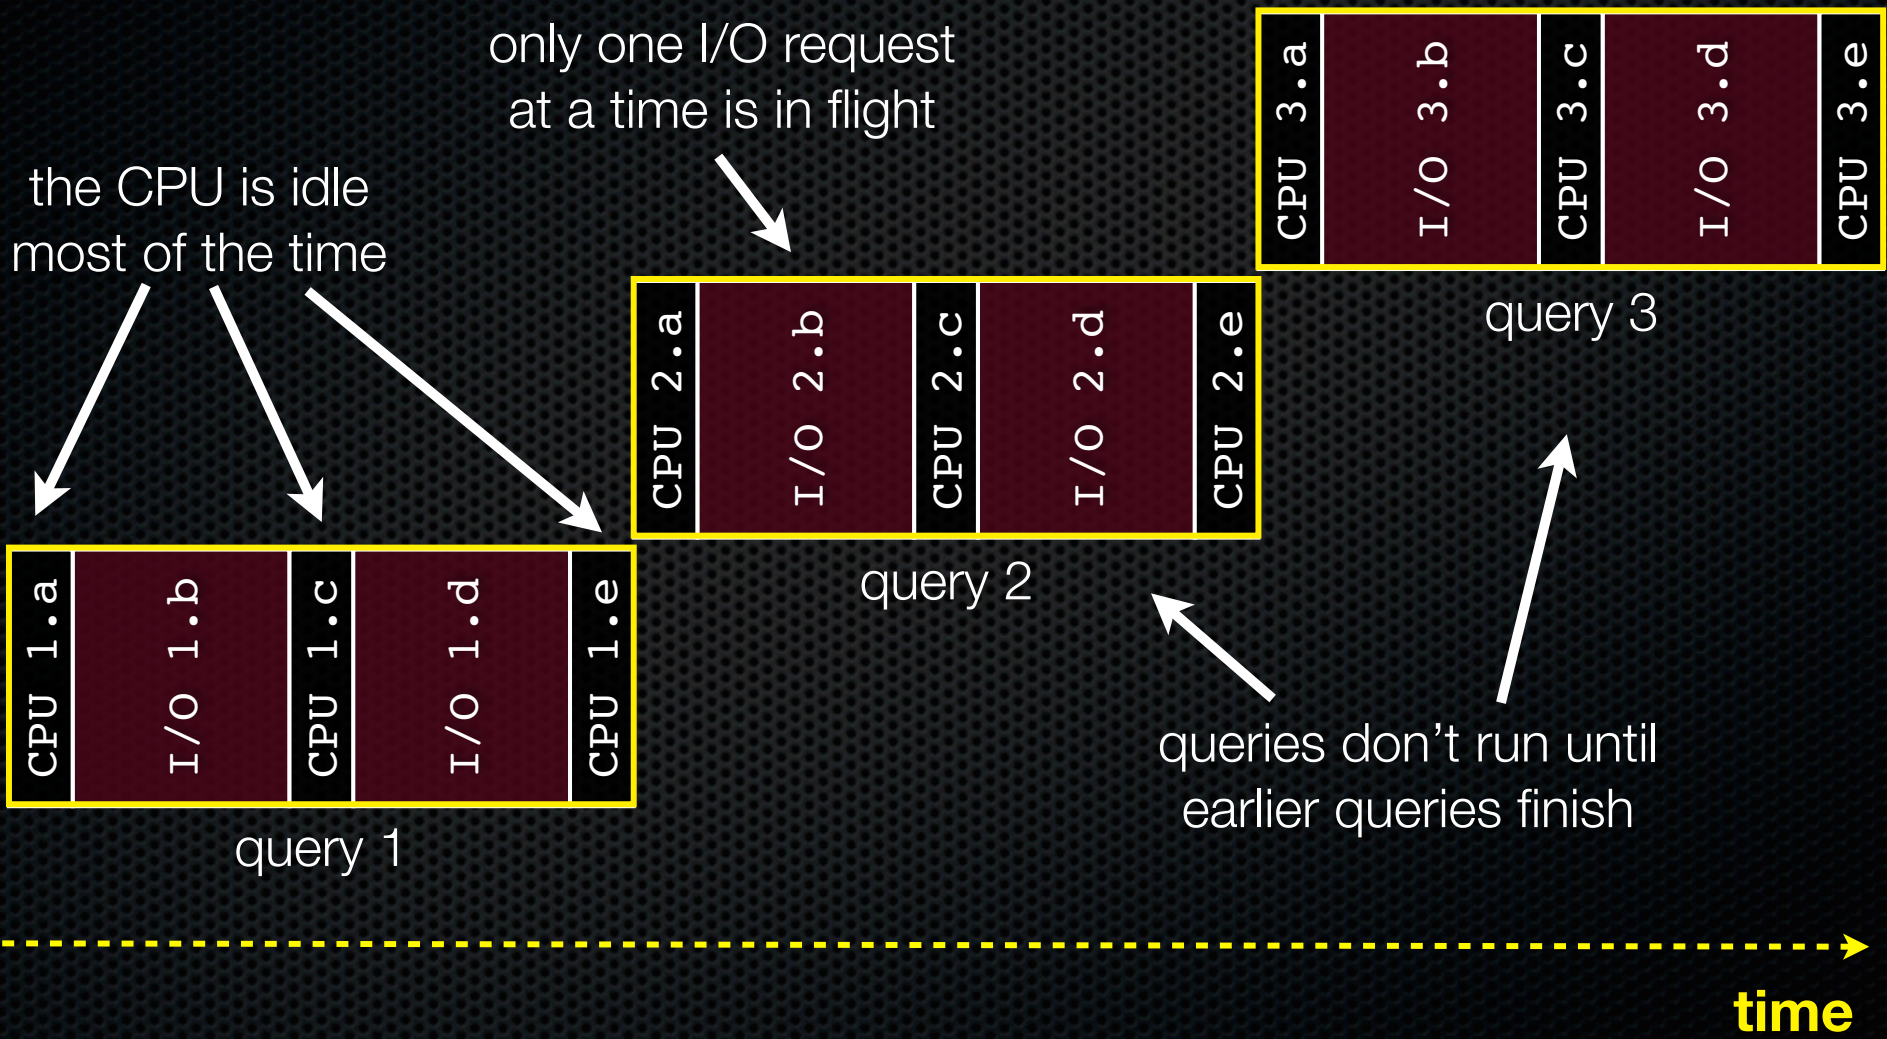 only one I/O request
at a time is in flight
the CPU is idle
most of the time
CPU 1.a
I/O 1.b
CPU 1.c
I/O 1.d
CPU 1.e
query 1
CPU 2.a
I/O 2.b
CPU 2.c
I/O 2.d
CPU 2.e
query 2
CPU 3.a
I/O 3.b
CPU 3.c
I/O 3.d
CPU 3.e
query 3
queries don’t run until
earlier queries finish
time